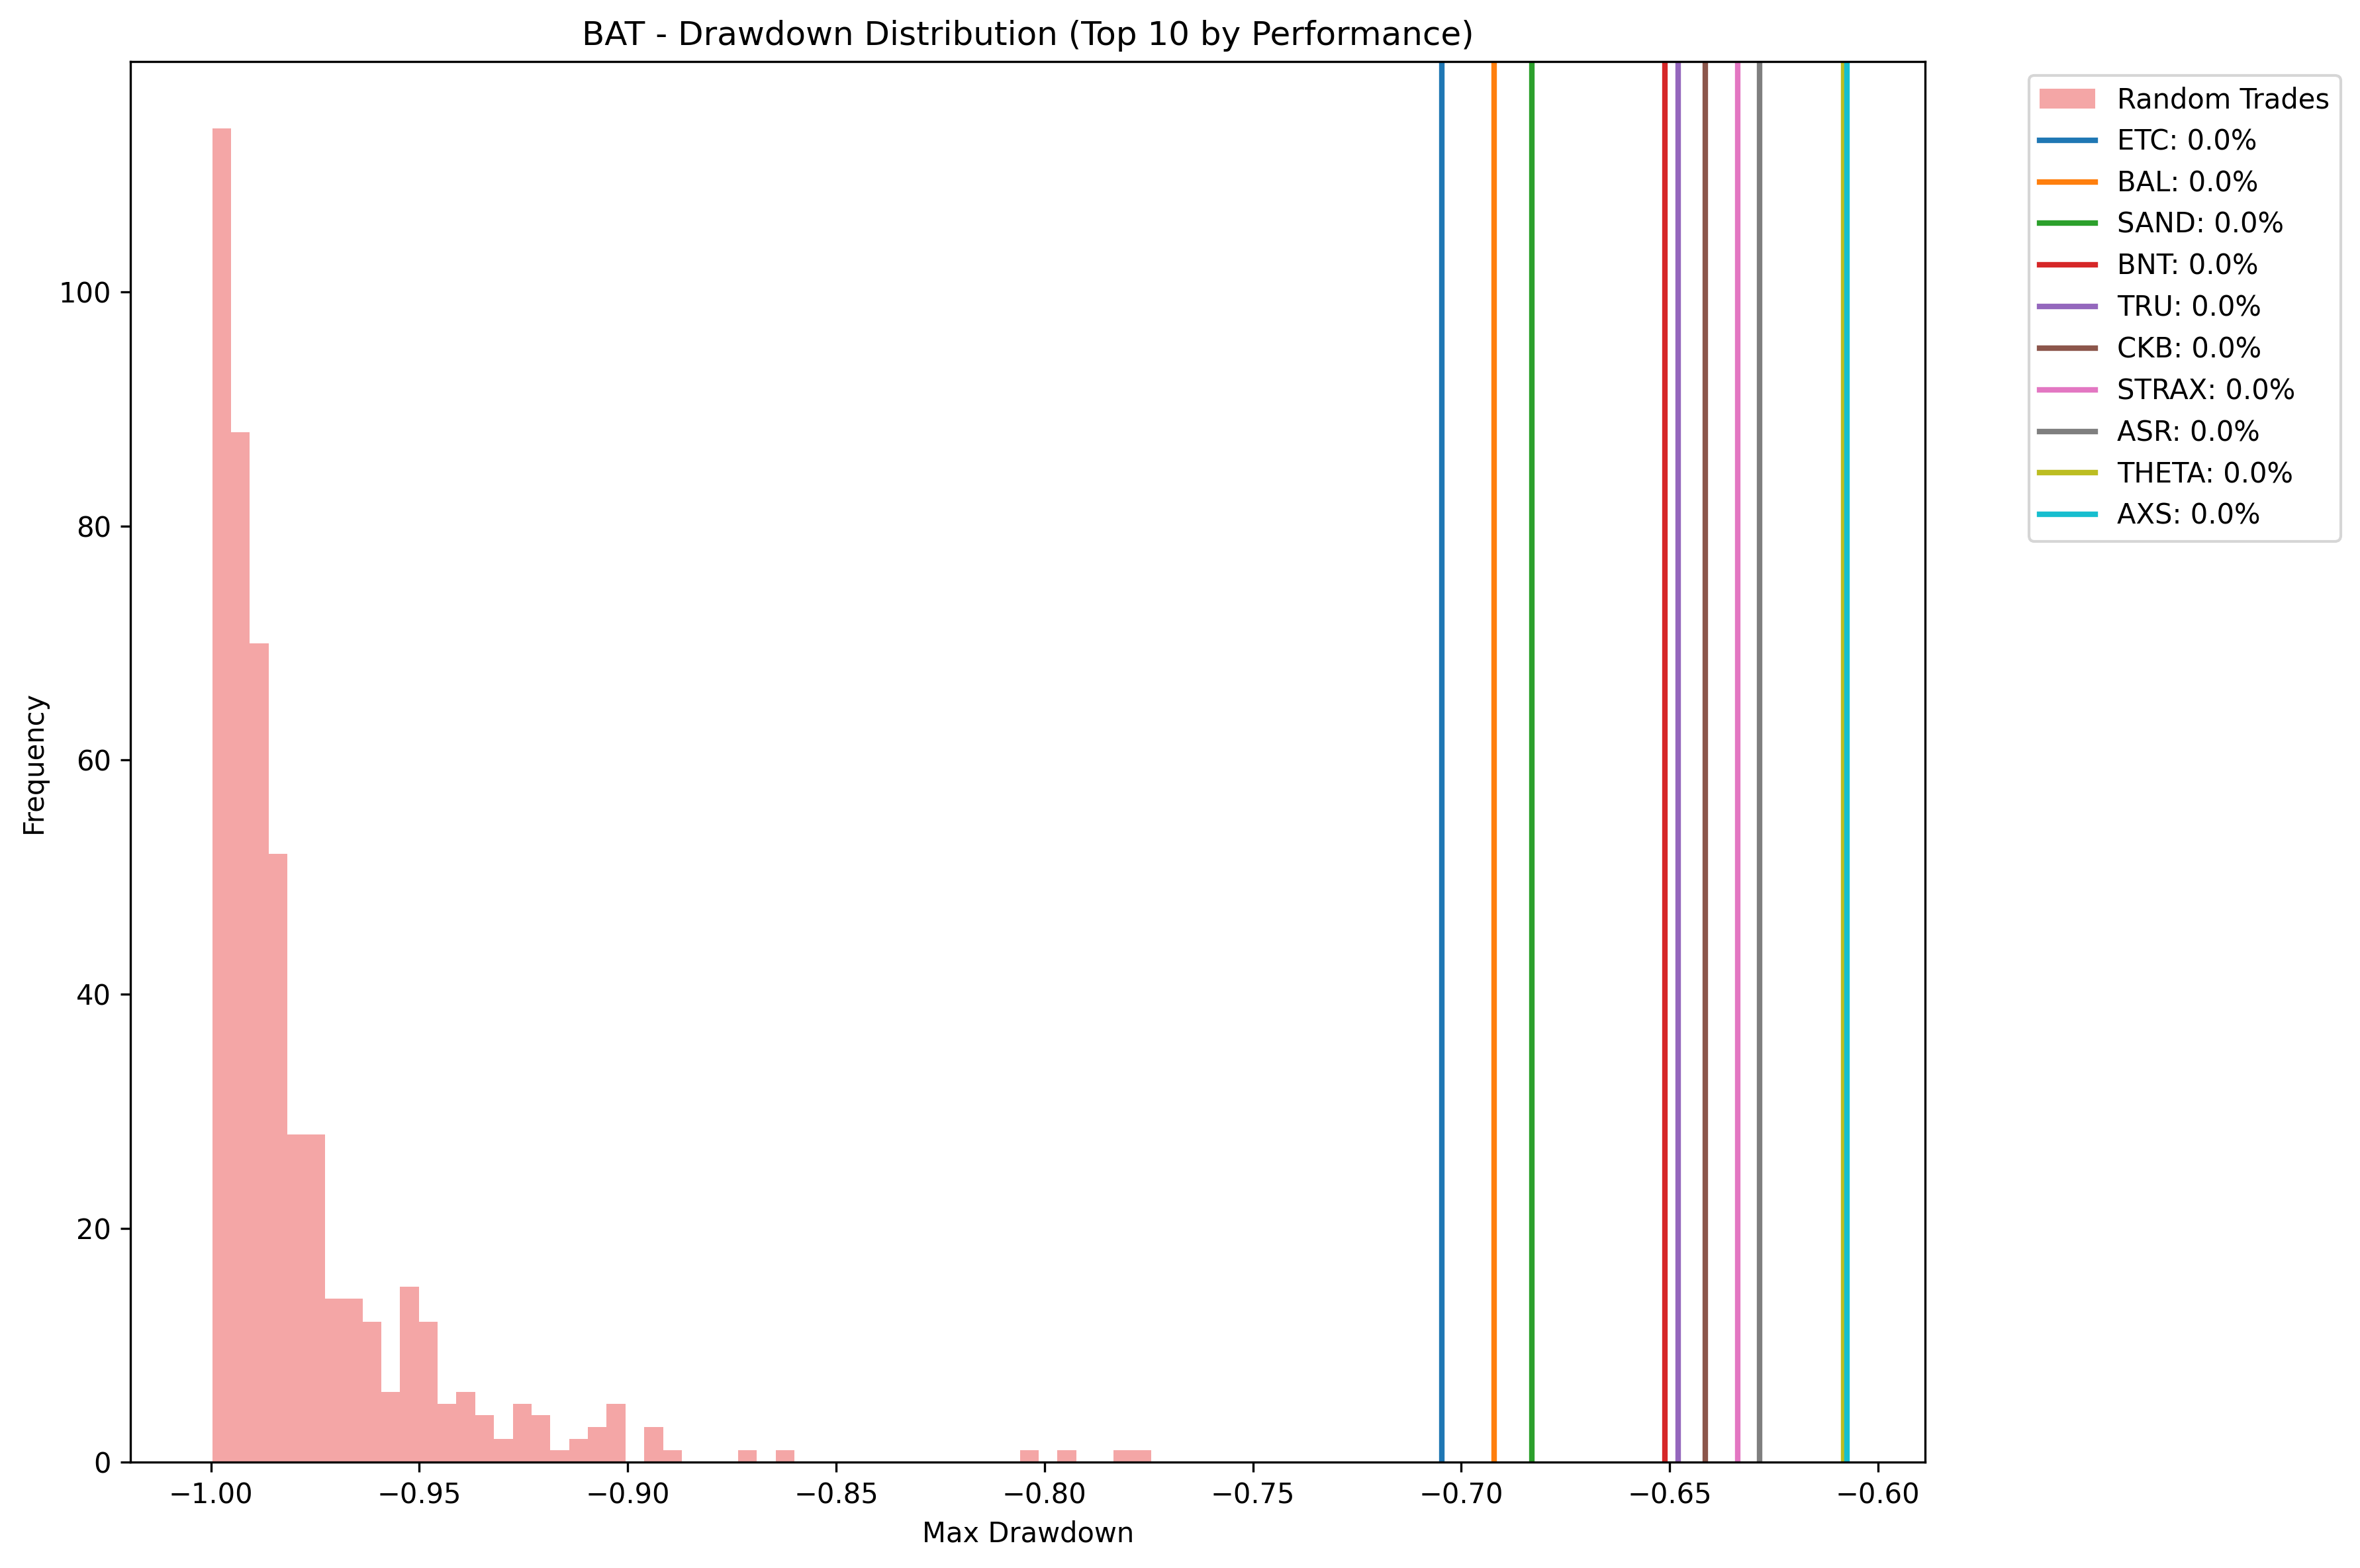 BAT - Drawdown Distribution (Top 10 by Performance)
Random Trades
ETC: 0.0%
BAL: 0.0%
SAND: 0.0%
BNT: 0.0%
TRU: 0.0%
CKB: 0.0%
STRAX: 0.0%
ASR: 0.0%
THETA: 0.0%
AXS: 0.0%
Frequency
100
80
60
40
20
0
−1.00 −0.95 −0.90 −0.85 −0.80 −0.75 −0.70 −0.65 −0.60
Max Drawdown